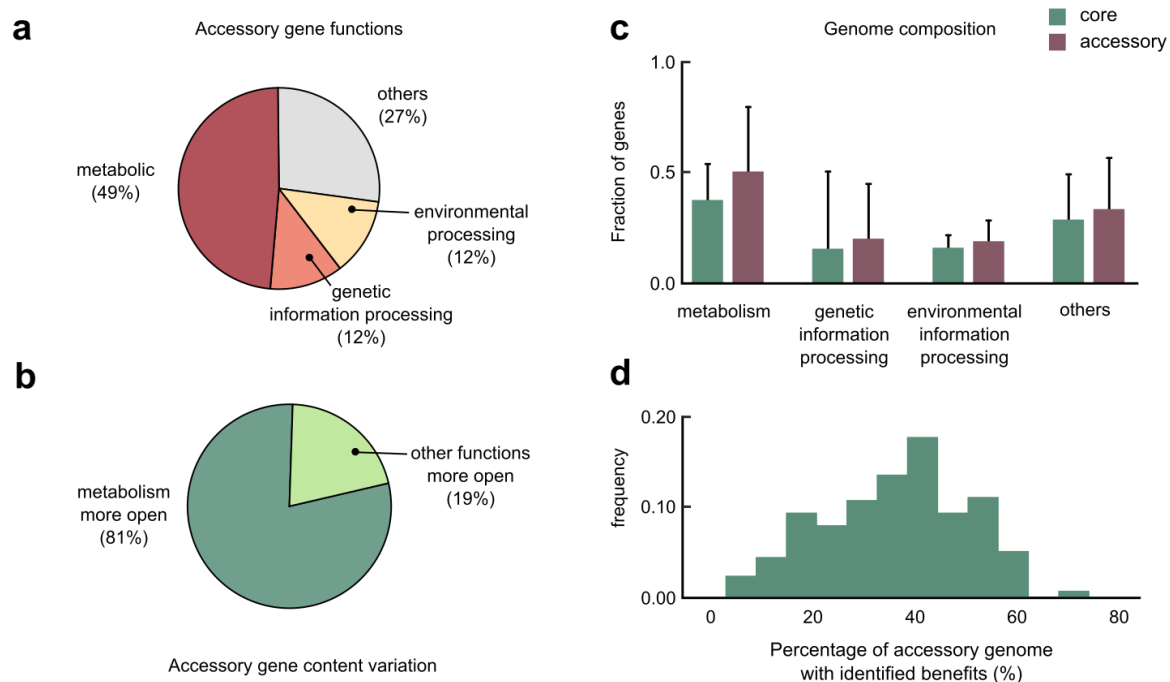 a
Accessory gene functions
others
(27%)
metabolic
(49%)
environmental
processing
(12%)
genetic
information processing
(12%)
b
metabolism
more open
(81%)
other functions
more open
(19%)
Accessory gene content variation
c
Genome composition
core
accessory
Fraction of genes
1.0
0.5
0.0
metabolism
genetic
information
processing
environmental
information
processing
others
d
frequency
0.20
0.10
0.00
0
20
40
60
80
Percentage of accessory genome
with identified benefits (%)